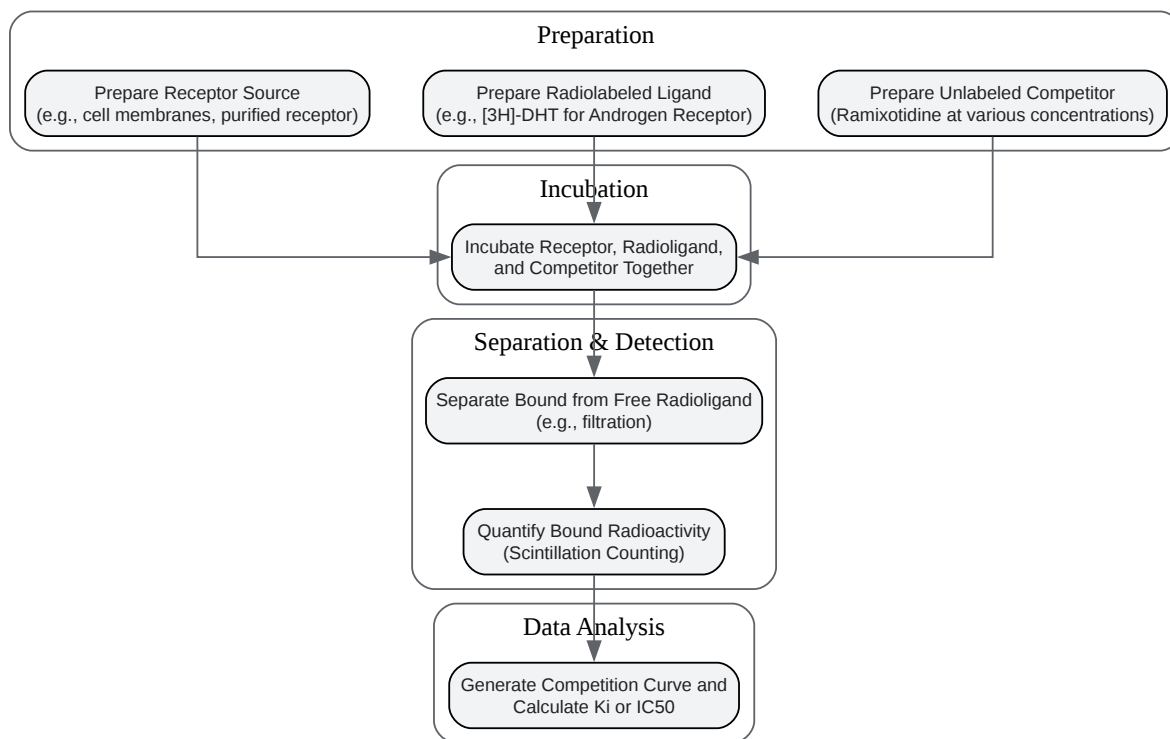 Preparation
Prepare Receptor Source
(e.g., cell membranes, purified receptor)
Prepare Radiolabeled Ligand
(e.g., [3H]-DHT for Androgen Receptor)
Prepare Unlabeled Competitor
(Ramixotidine at various concentrations)
Incubation
Incubate Receptor, Radioligand,
and Competitor Together
Separation & Detection
Separate Bound from Free Radioligand
(e.g., filtration)
Quantify Bound Radioactivity
(Scintillation Counting)
Data Analysis
Generate Competition Curve and
Calculate Ki or IC50